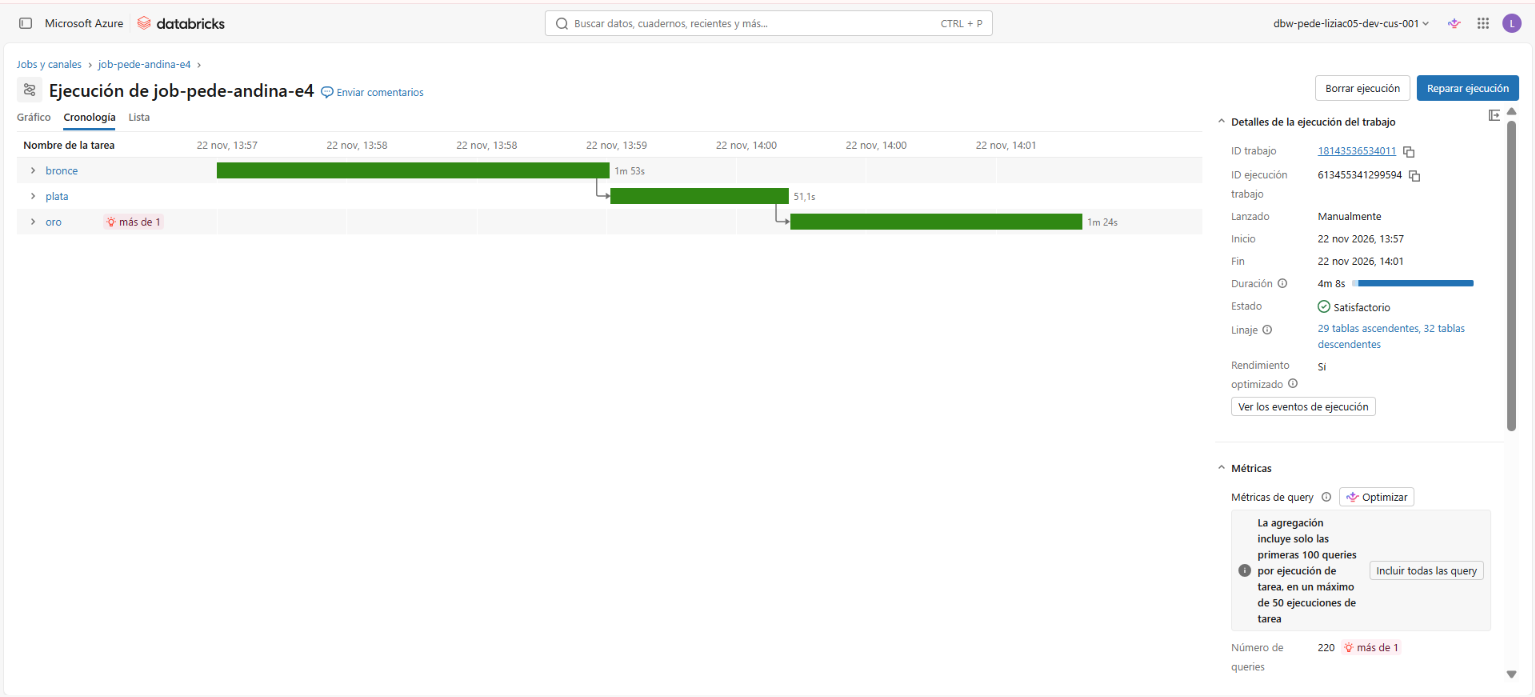 Microsoft Azure databricks
Buscar datos, cuadernos, recientes y más... CTRL + P
dbw-pede-liziac05-dev-cus-001
L
Jobs y canales › job-pede-andina-e4 ›
Ejecución de job-pede-andina-e4
Enviar comentarios
Borrar ejecución
Reparar ejecución
Gráfico Cronología Lista
Nombre de la tarea 22 nov, 13:57 22 nov, 13:58 22 nov, 13:58 22 nov, 13:59 22 nov, 14:00 22 nov, 14:00 22 nov, 14:01
bronce 1m 53s
plata 51,1s
oro más de 1 1m 24s
Detalles de la ejecución del trabajo
ID trabajo 18143536534011
ID ejecución trabajo 613455341299594
Lanzado Manualmente
Inicio 22 nov 2026, 13:57
Fin 22 nov 2026, 14:01
Duración 4m 8s
Estado Satisfactorio
Linaje 29 tablas ascendentes, 32 tablas
descendentes
Rendimiento optimizado Sí
Ver los eventos de ejecución
Métricas
Métricas de query Optimizar
La agregación
incluye solo las
primeras 100 queries
por ejecución de
tarea, en un máximo
de 50 ejecuciones de
tarea
Incluir todas las query
Número de queries 220 más de 1